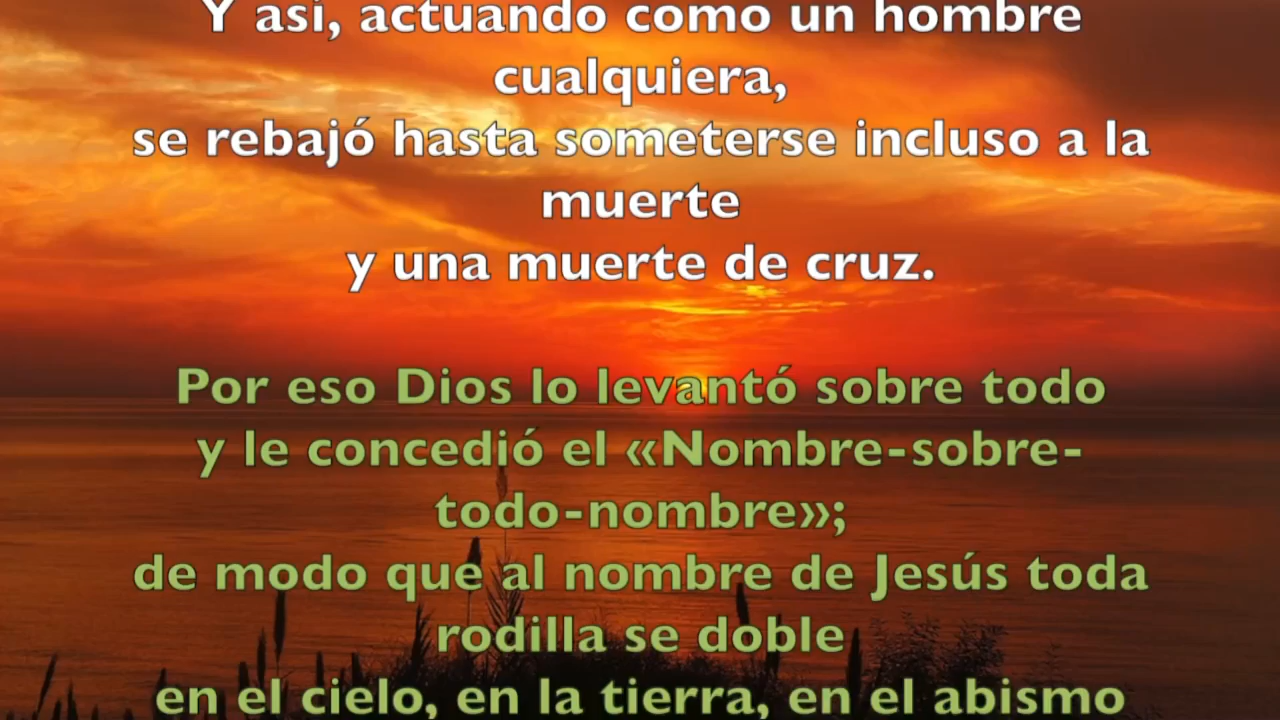 Y así, actuando como un hombre
cualquiera,
se rebajó hasta someterse incluso a la
muerte
y una muerte de cruz.
Por eso Dios lo levantó sobre todo
y le concedió el «Nombre-sobre-
todo-nombre»;
de modo que al nombre de Jesús toda
rodilla se doble
en el cielo, en la tierra, en el abismo